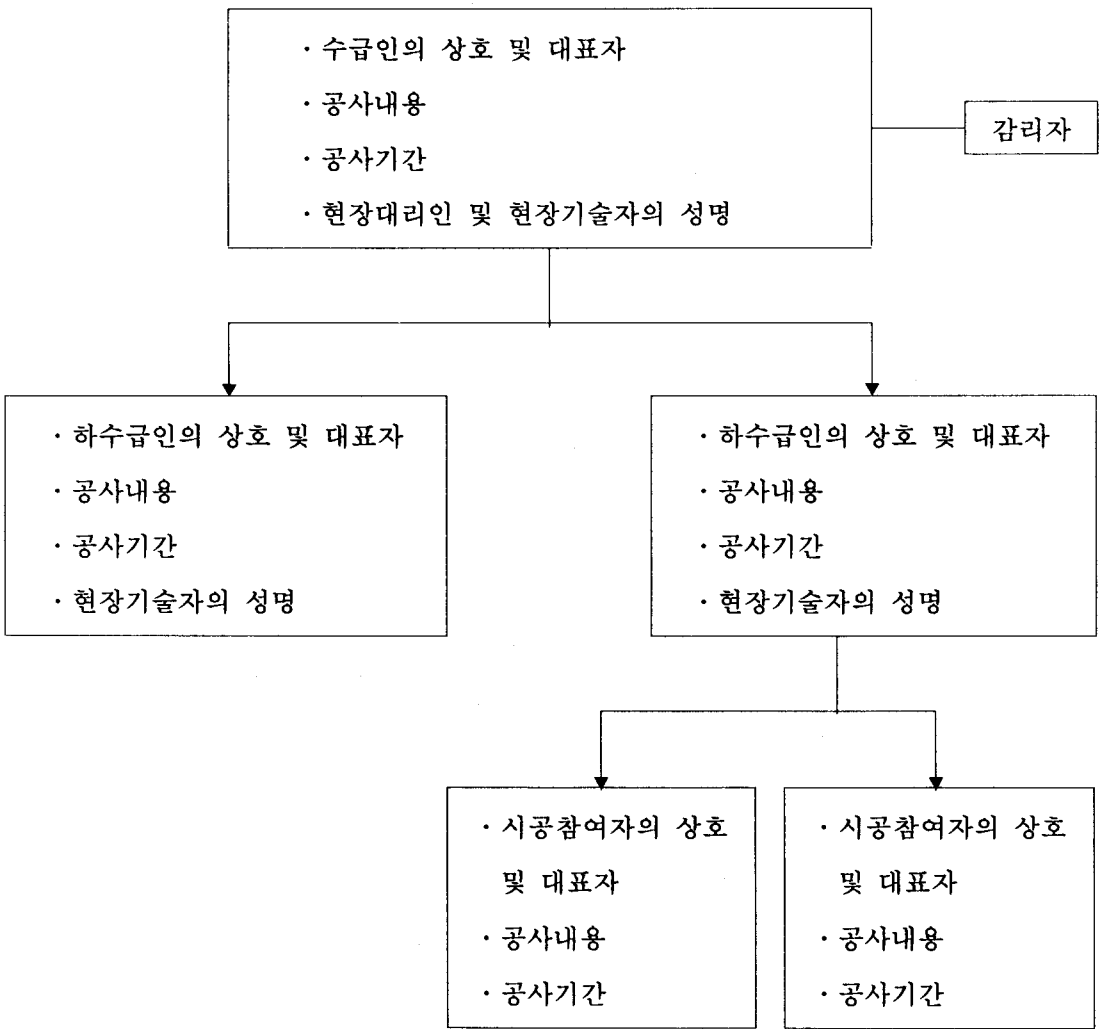 · 수급인의 상호 및 대표자
· 공사내용
· 공사기간
· 현장대리인 및 현장기술자의 성명
감리자
· 하수급인의 상호 및 대표자
· 공사내용
· 공사기간
· 현장기술자의 성명
· 하수급인의 상호 및 대표자
· 공사내용
· 공사기간
· 현장기술자의 성명
· 시공참여자의 상호
및 대표자
· 공사내용
· 공사기간
· 시공참여자의 상호
및 대표자
· 공사내용
· 공사기간